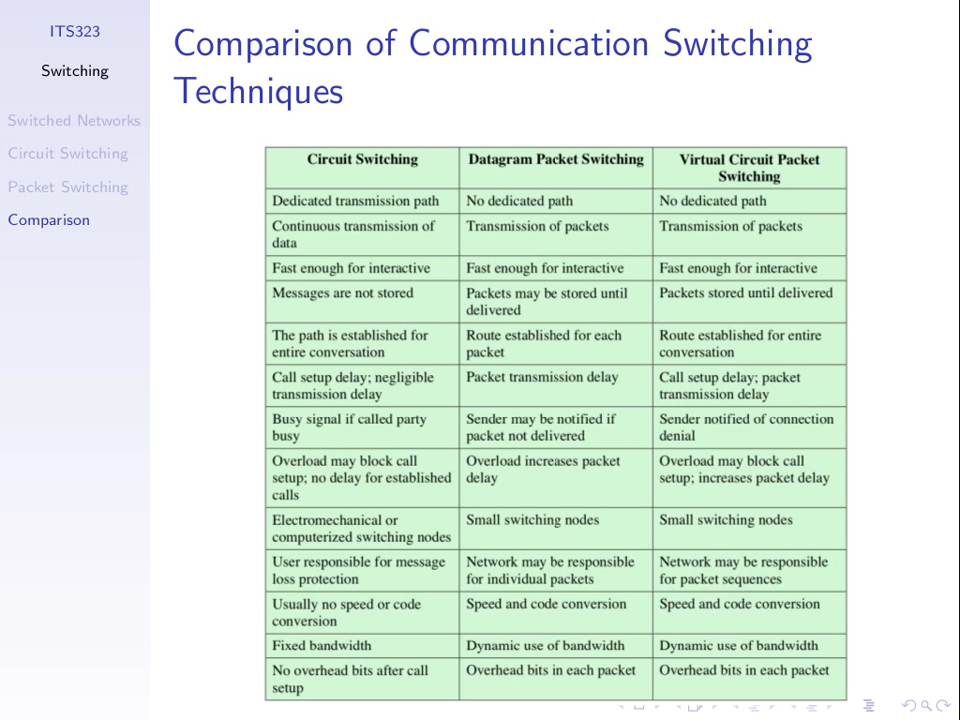 ITS323
Switching
Switched Networks
Circuit Switching
Packet Switching
Comparison
Comparison of Communication Switching
Techniques
Circuit Switching
Datagram Packet Switching
Virtual Circuit Packet
Switching
Dedicated transmission path
No dedicated path
No dedicated path
Continuous transmission of
data
Transmission of packets
Transmission of packets
Fast enough for interactive
Fast enough for interactive
Fast enough for interactive
Messages are not stored
Packets may be stored until
delivered
Packets stored until delivered
The path is established for
entire conversation
Route established for each
packet
Route established for entire
conversation
Call setup delay; negligible
transmission delay
Packet transmission delay
Call setup delay; packet
transmission delay
Busy signal if called party
busy
Sender may be notified if
packet not delivered
Sender notified of connection
denial
Overload may block call
setup; no delay for established
calls
Overload increases packet
delay
Overload may block call
setup; increases packet delay
Electromechanical or
computerized switching nodes
Small switching nodes
Small switching nodes
User responsible for message
loss protection
Network may be responsible
for individual packets
Network may be responsible
for packet sequences
Usually no speed or code
conversion
Speed and code conversion
Speed and code conversion
Fixed bandwidth
Dynamic use of bandwidth
Dynamic use of bandwidth
No overhead bits after call
setup
Overhead bits in each packet
Overhead bits in each packet